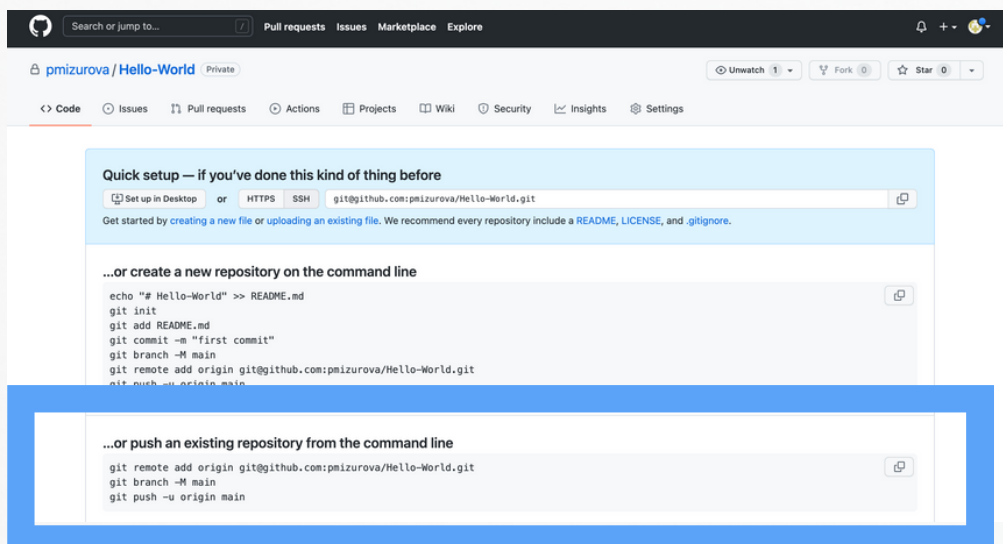 Search or jump to... / Pull requests Issues Marketplace Explore
pmizurova / Hello-World Private Unwatch 1 Fork 0 Star 0
<> Code Issues Pull requests Actions Projects Wiki Security Insights Settings
Quick setup — if you've done this kind of thing before
Set up in Desktop or HTTPS SSH git@github.com:pmizurova/Hello-World.git
Get started by creating a new file or uploading an existing file. We recommend every repository include a README, LICENSE, and .gitignore.
...or create a new repository on the command line
echo "# Hello-World" >> README.md
git init
git add README.md
git commit -m "first commit"
git branch -M main
git remote add origin git@github.com:pmizurova/Hello-World.git
git push -u origin main
...or push an existing repository from the command line
git remote add origin git@github.com:pmizurova/Hello-World.git
git branch -M main
git push -u origin main